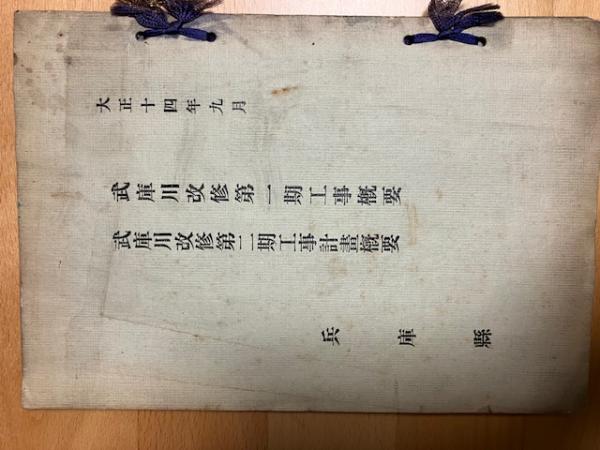 大正十四年九月
武庫川改修第一期工事概要
武庫川改修第二期工事計畫概要
兵庫縣